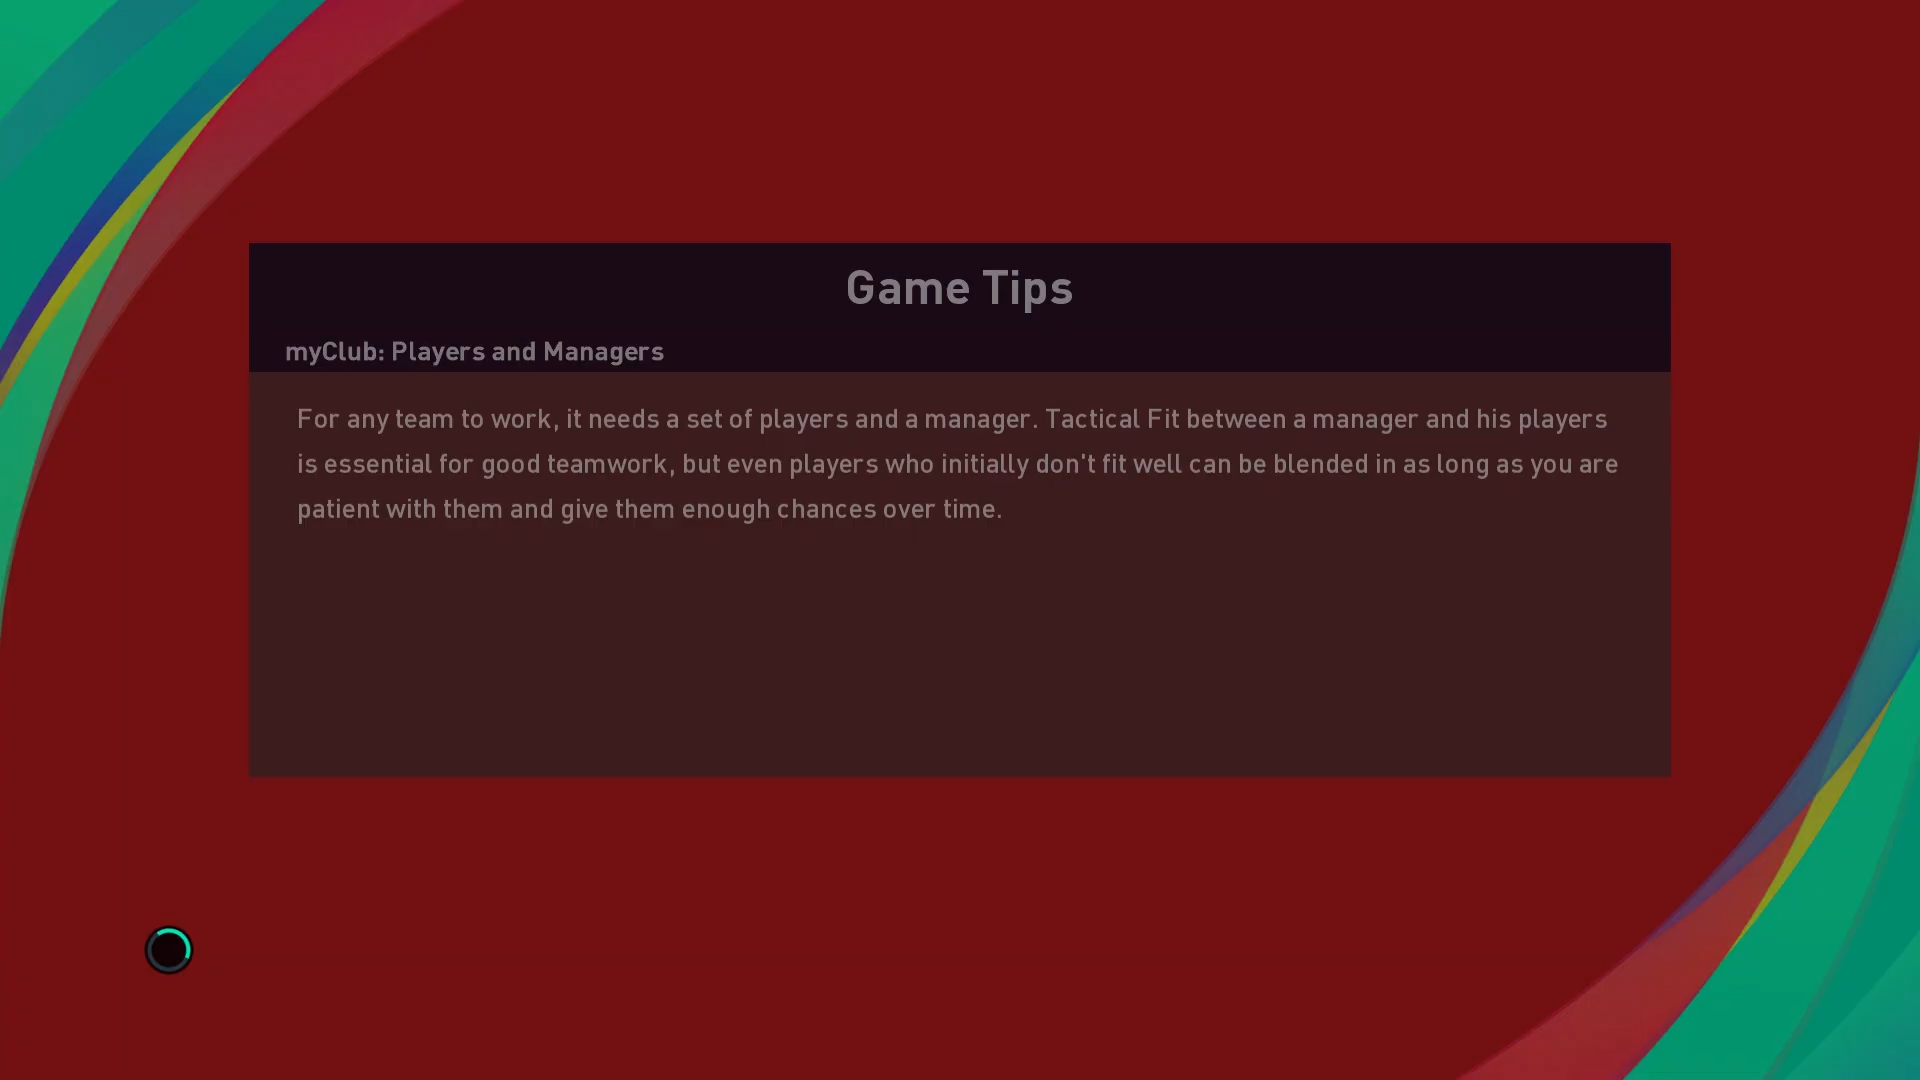 Game Tips
myClub: Players and Managers
For any team to work, it needs a set of players and a manager. Tactical Fit between a manager and his players
is essential for good teamwork, but even players who initially don't fit well can be blended in as long as you are
patient with them and give them enough chances over time.